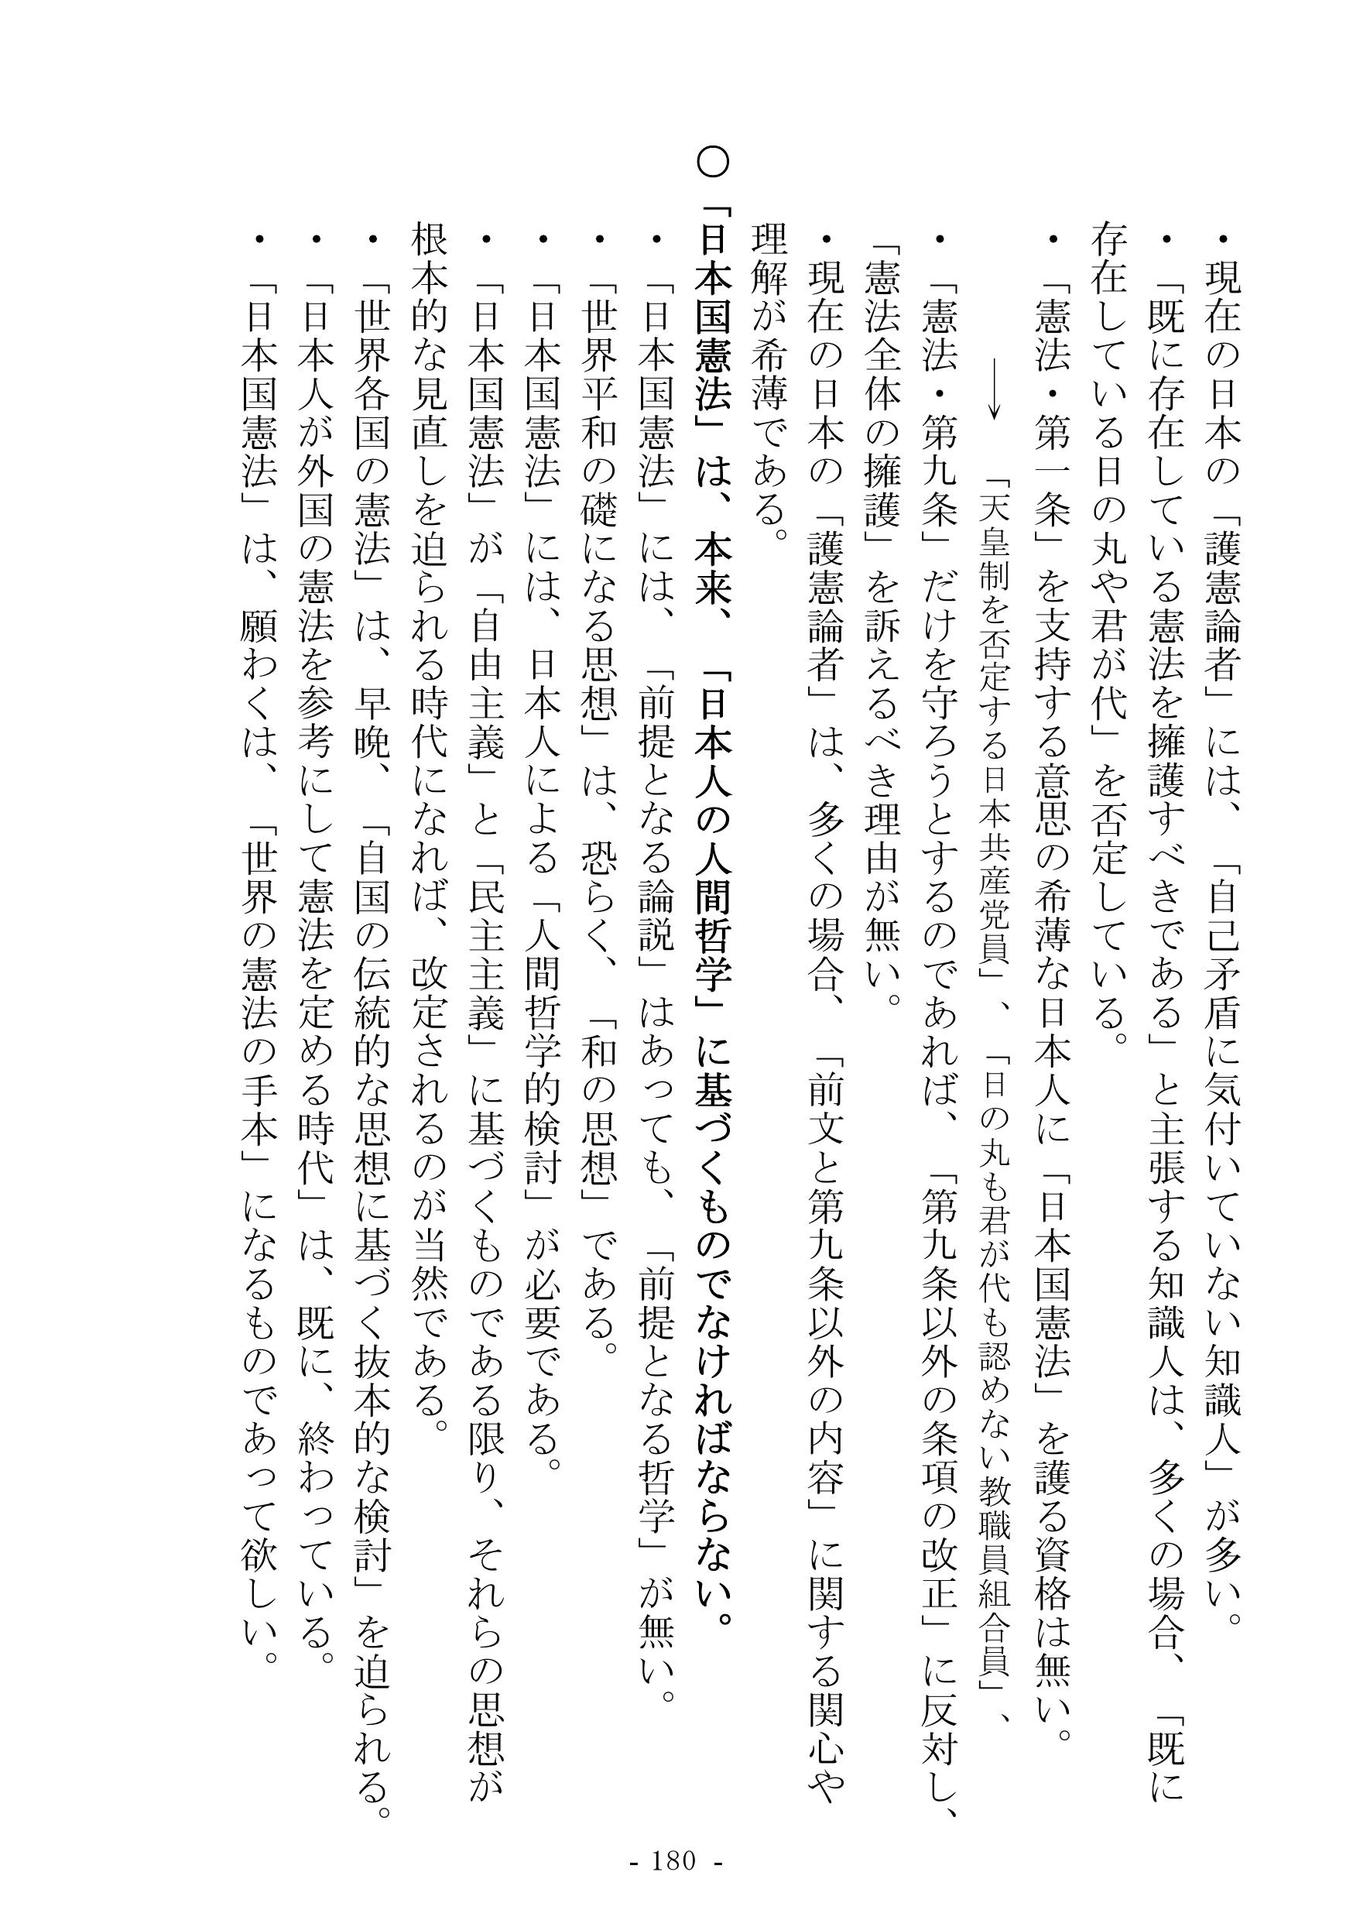 ・現在の日本の「護憲論者」には、「自己矛盾に気付いていない知識人」が多い。
・「既に存在している憲法を擁護すべきである」と主張する知識人は、多くの場合、「既に
存在している日の丸や君が代」を否定している。
・「憲法・第一条」を支持する意思の希薄な日本人に「日本国憲法」を護る資格は無い。
→「天皇制を否定する日本共産党員」、「日の丸も君が代も認めない教職員組合員」、
・「憲法・第九条」だけを守ろうとするのであれば、「第九条以外の条項の改正」に反対し、
「憲法全体の擁護」を訴えるべき理由が無い。
・現在の日本の「護憲論者」は、多くの場合、「前文と第九条以外の内容」に関する関心や
理解が希薄である。
○「日本国憲法」は、本来、「日本人の人間哲学」に基づくものでなければならない。
・「日本国憲法」には、「前提となる論説」はあっても、「前提となる哲学」が無い。
・「世界平和の礎になる思想」は、恐らく、「和の思想」である。
・「日本国憲法」には、日本人による「人間哲学的検討」が必要である。
・「日本国憲法」が「自由主義」と「民主主義」に基づくものである限り、それらの思想が
根本的な見直しを迫られる時代になれば、改定されるのが当然である。
・「世界各国の憲法」は、早晩、「自国の伝統的な思想に基づく抜本的な検討」を迫られる。
・「日本人が外国の憲法を参考にして憲法を定める時代」は、既に、終わっている。
・「日本国憲法」は、願わくは、「世界の憲法の手本」になるものであって欲しい。
- 180 -